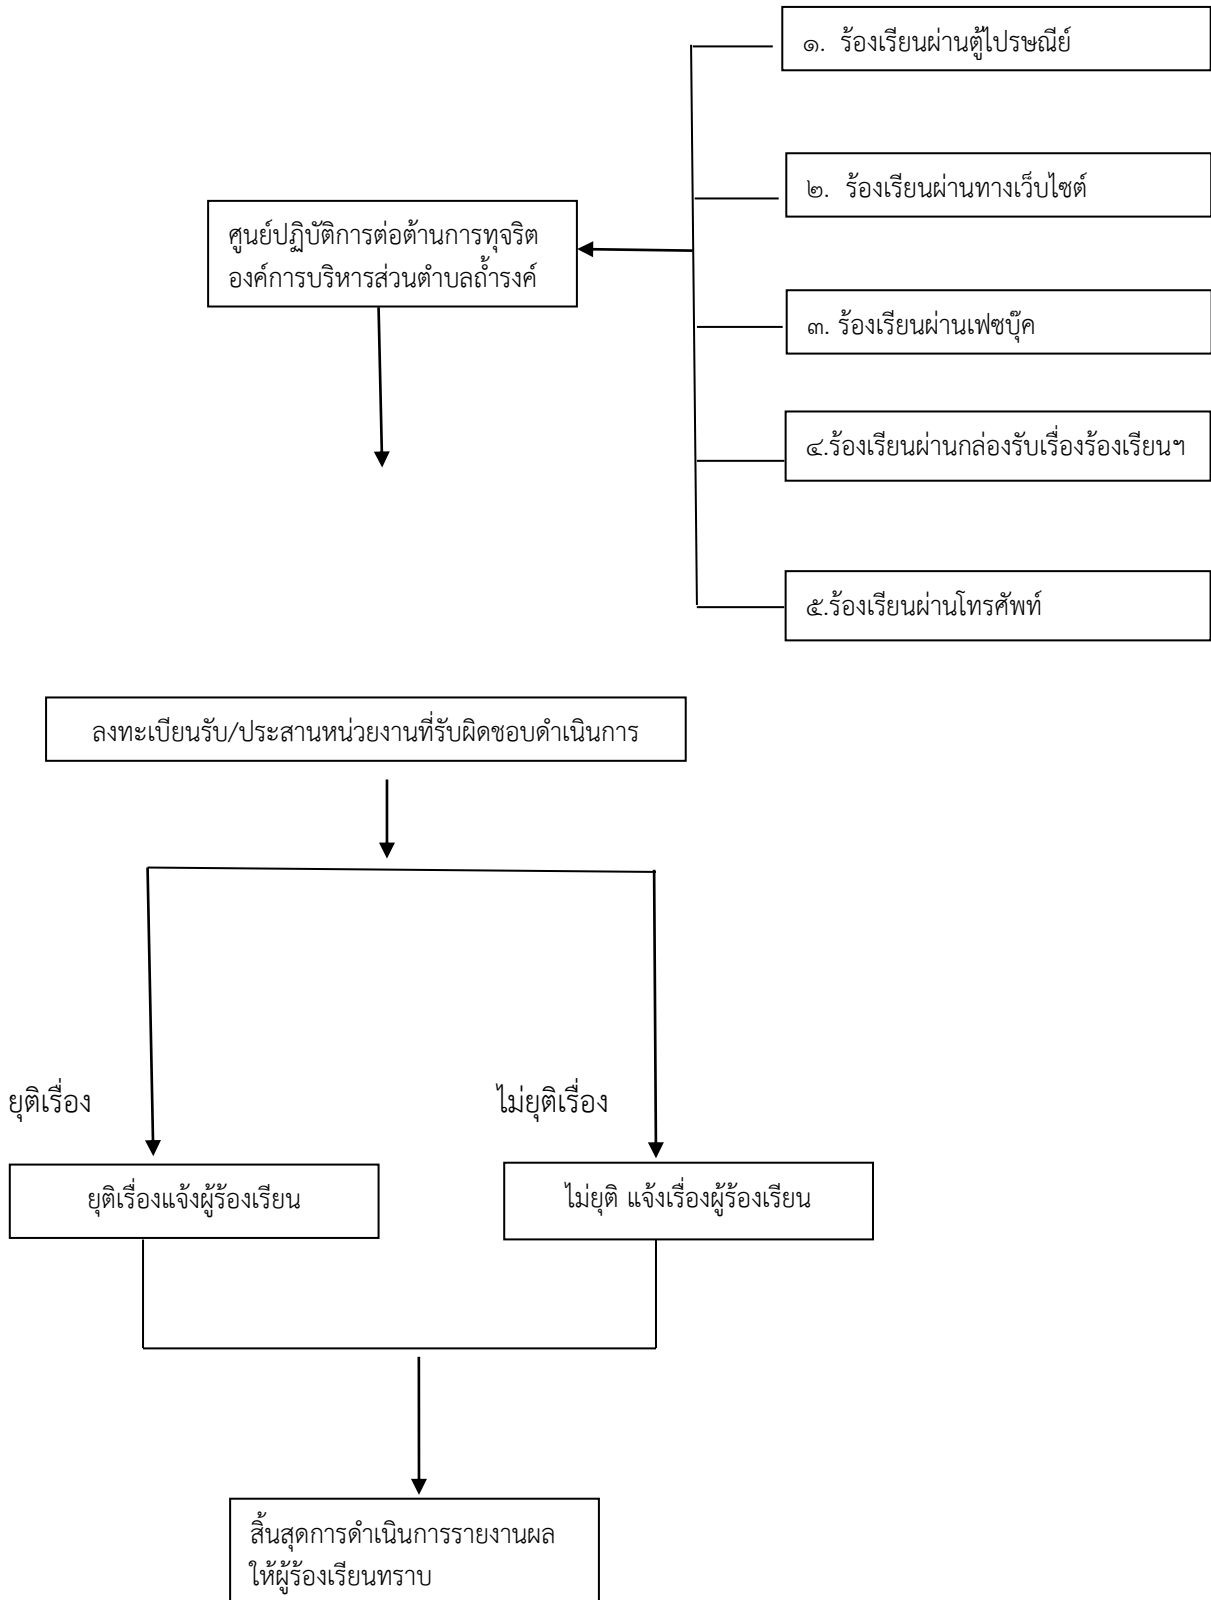 ๑. ร้องเรียนผ่านตู้ไปรษณีย์
๒. ร้องเรียนผ่านทางเว็บไซต์
ศูนย์ปฏิบัติการต่อต้านการทุจริต
องค์การบริหารส่วนตำบลถ้ำรงค์
๓. ร้องเรียนผ่านเฟซบุ๊ค
๔.ร้องเรียนผ่านกล่องรับเรื่องร้องเรียนฯ
๕.ร้องเรียนผ่านโทรศัพท์
ลงทะเบียนรับ/ประสานหน่วยงานที่รับผิดชอบดำเนินการ
ยุติเรื่อง
ไม่ยุติเรื่อง
ยุติเรื่องแจ้งผู้ร้องเรียน
ไม่ยุติ แจ้งเรื่องผู้ร้องเรียน
สิ้นสุดการดำเนินการรายงานผล
ให้ผู้ร้องเรียนทราบ